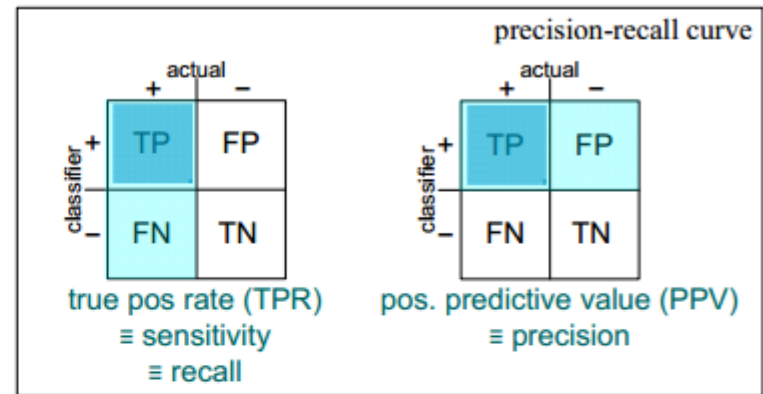 precision-recall curve
actual
+ −
classifier
+ TP FP
− FN TN
true pos rate (TPR)
≡ sensitivity
≡ recall
actual
+ −
classifier
+ TP FP
− FN TN
pos. predictive value (PPV)
≡ precision